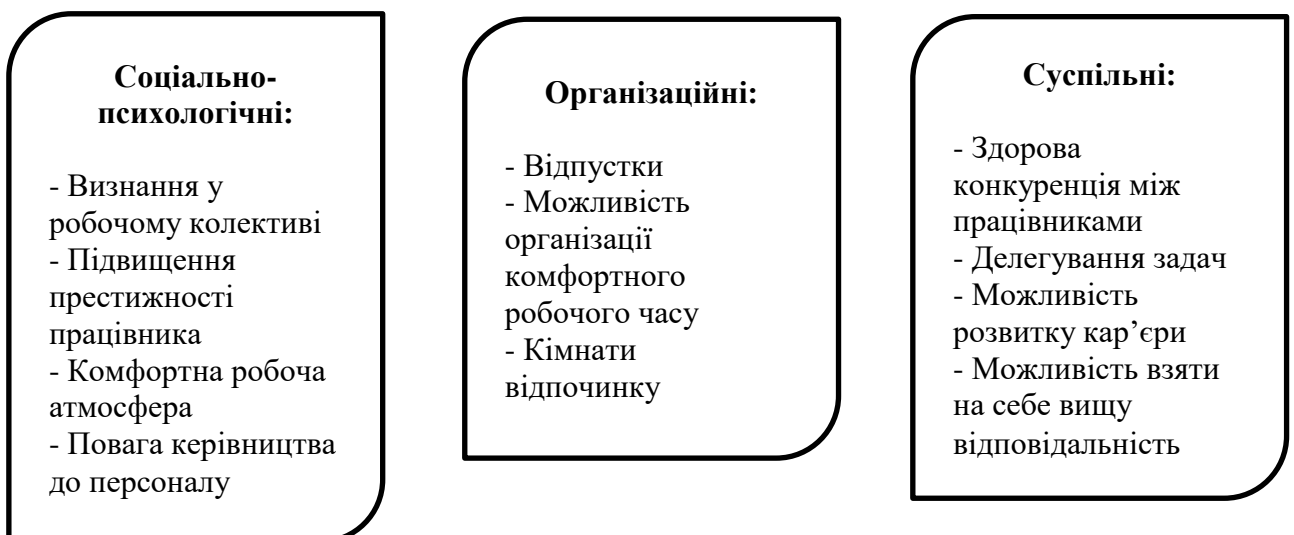 Соціально-
психологічні:
- Визнання у
робочому колективі
- Підвищення
престижності
працівника
- Комфортна робоча
атмосфера
- Повага керівництва
до персоналу
Організаційні:
- Відпустки
- Можливість
організації
комфортного
робочого часу
- Кімнати
відпочинку
Суспільні:
- Здорова
конкуренція між
працівниками
- Делегування задач
- Можливість
розвитку кар’єри
- Можливість взяти
на себе вищу
відповідальність